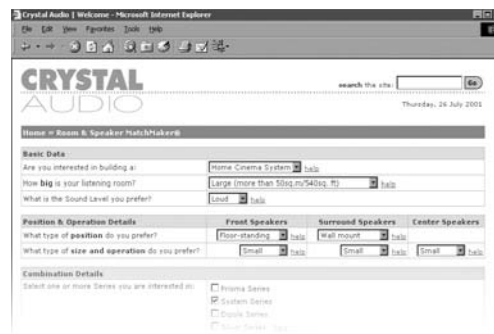 Crystal Audio | Welcome - Microsoft Internet Explorer
File Edit View Favorites Tools Help
CRYSTAL
AUDIO
search the site: Go
Thursday, 26 July 2001
Home » Room & Speaker MatchMaker®
Basic Data
Are you interested in building a: Home Cinema System help
How big is your listening room? Large (more than 50sq.m/540sq. ft) help
What is the Sound Level you prefer? Loud help
Position & Operation Details Front Speakers Surround Speakers Center Speakers
What type of position do you prefer? Floor-standing help Wall mount help
What type of size and operation do you prefer? Small help Small help Small help
Combination Details
Select one or more Series you are interested in: Prisma Series
System Series
Dipole Series
Silver Series